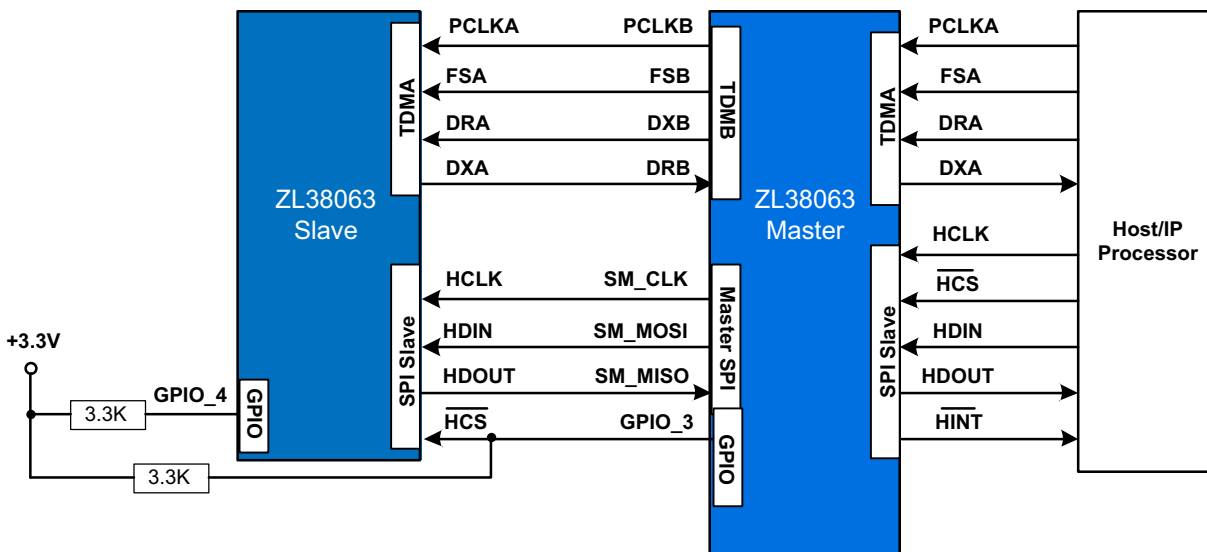 PCLKA PCLKB PCLKA
FSA FSB FSA
DRA DXB DRA
DXA DRB DXA
TDMA
TDMB
TDMA
ZL38063
Slave
ZL38063
Master
Host/IP
Processor
HCLK SM_CLK HCLK
HCS
HDIN SM_MOSI HDIN
HDOUT SM_MISO HDOUT
HCS GPIO_3 HINT
SPI Slave
Master SPI
SPI Slave
GPIO
+3.3V
GPIO_4
GPIO
3.3K
3.3K